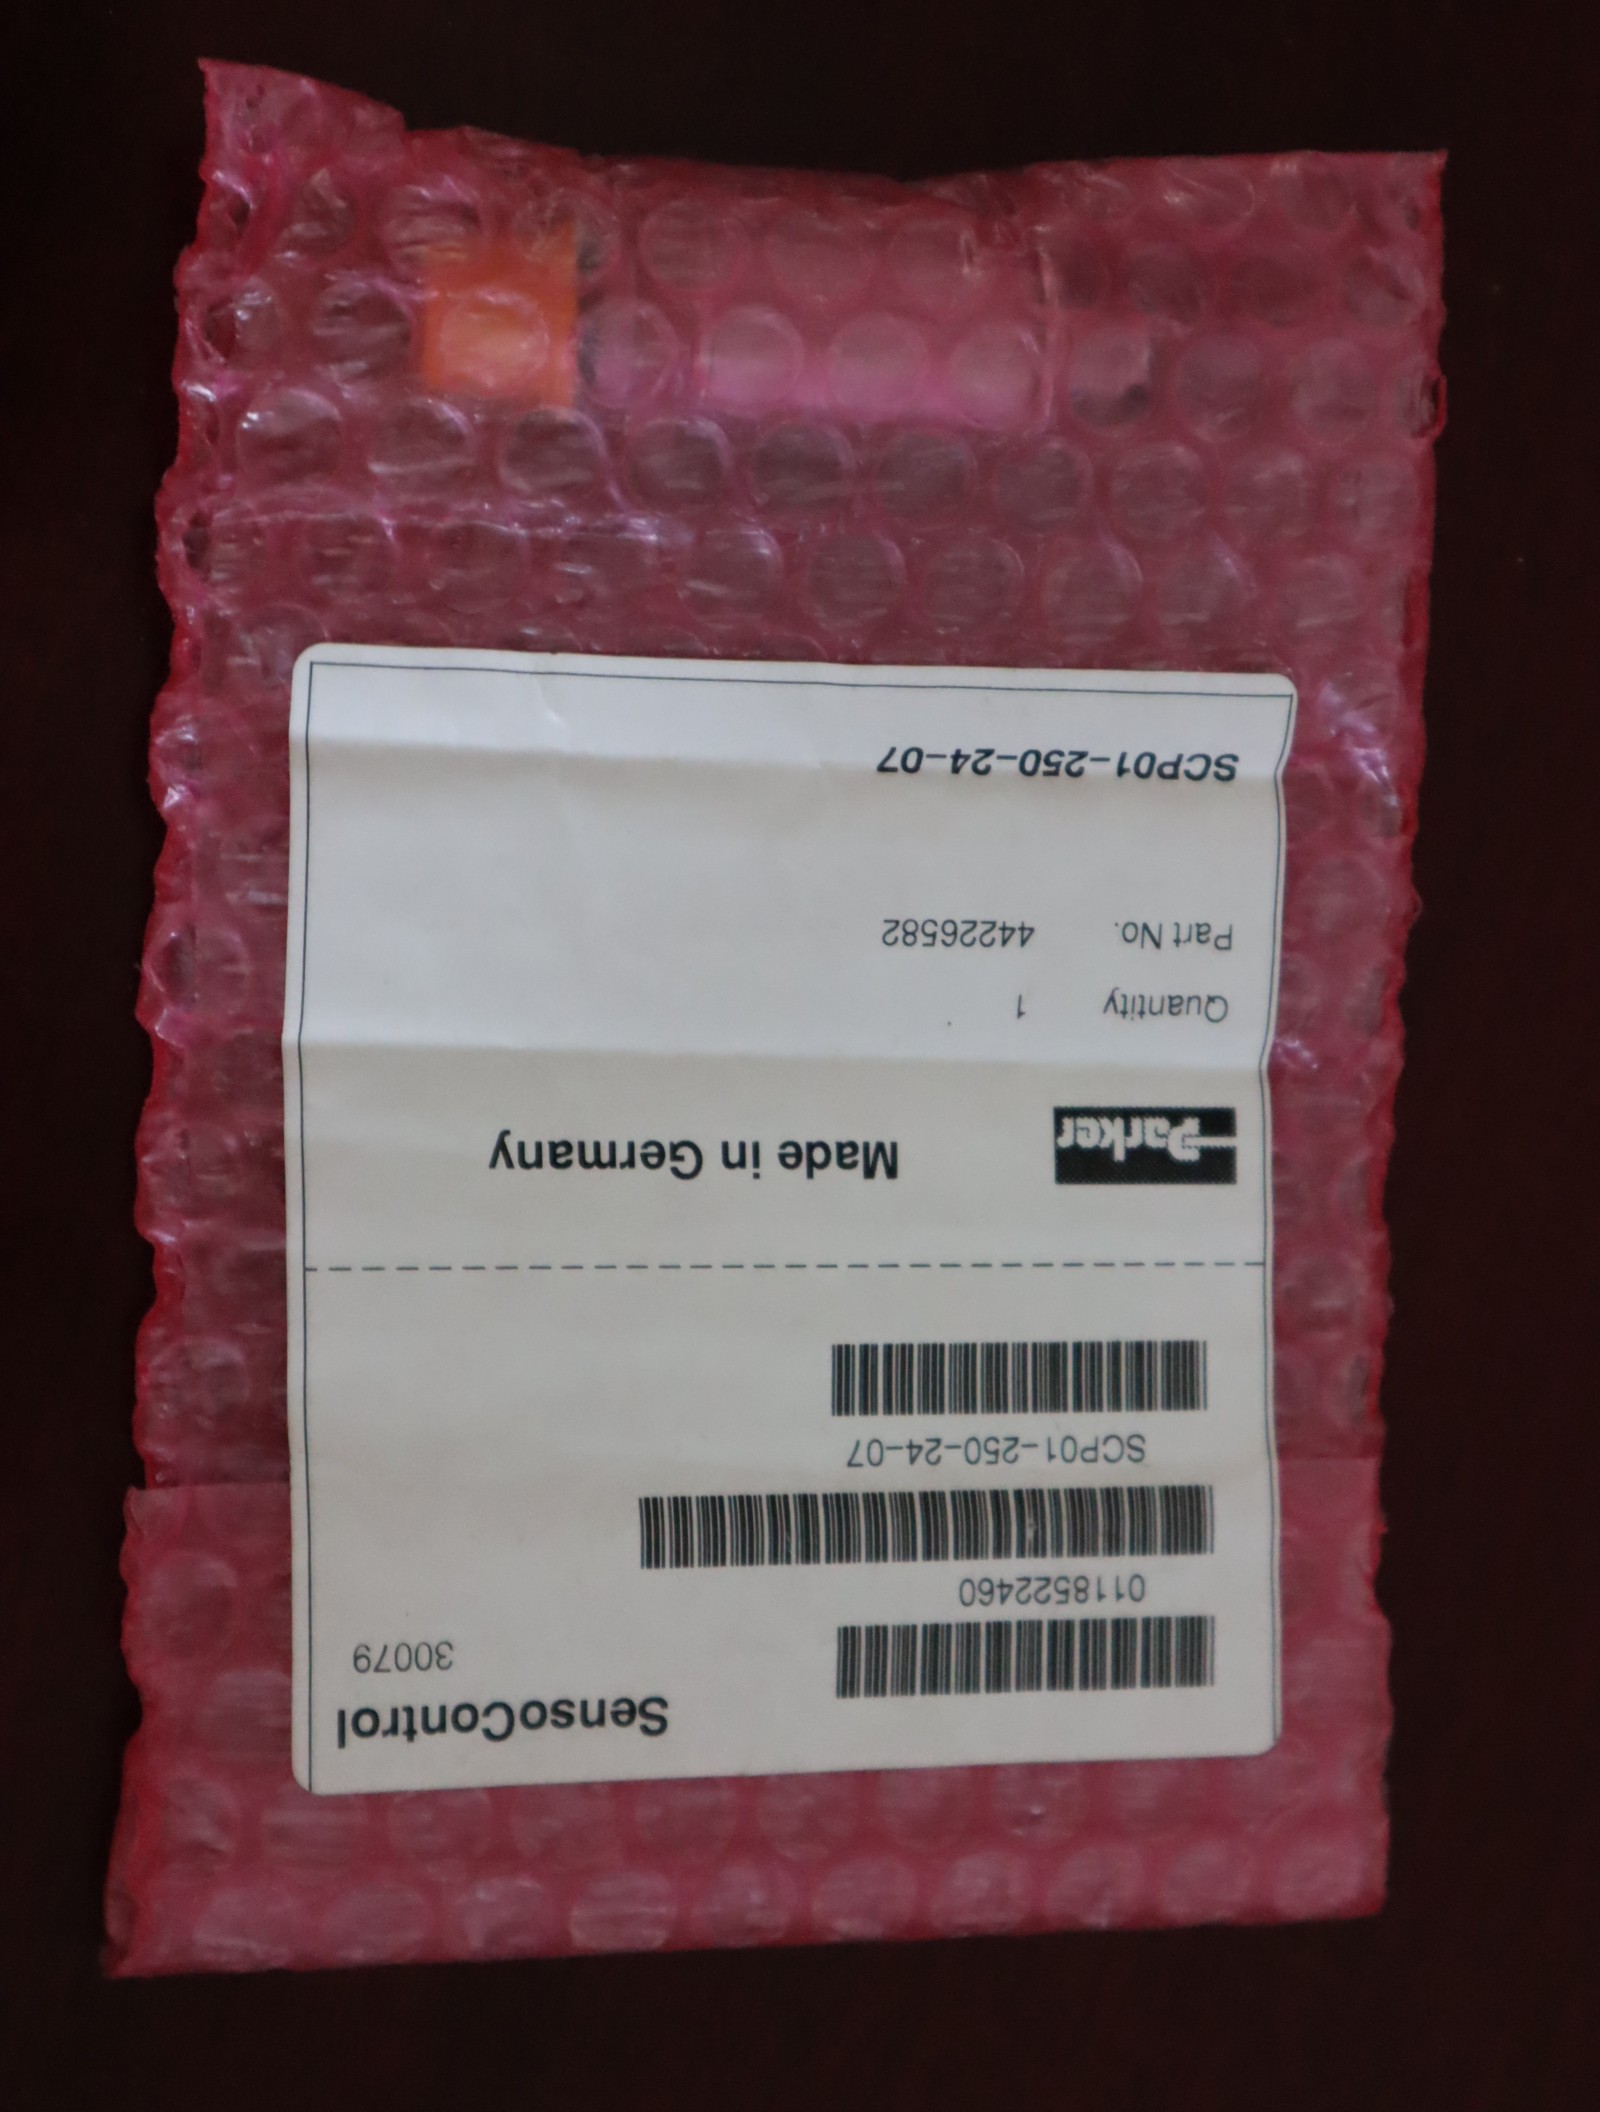 SensoControl
30079
0118522460
SCP01-250-24-07
Parker Made in Germany
Quantity 1
Part No. 44226582
SCP01-250-24-07